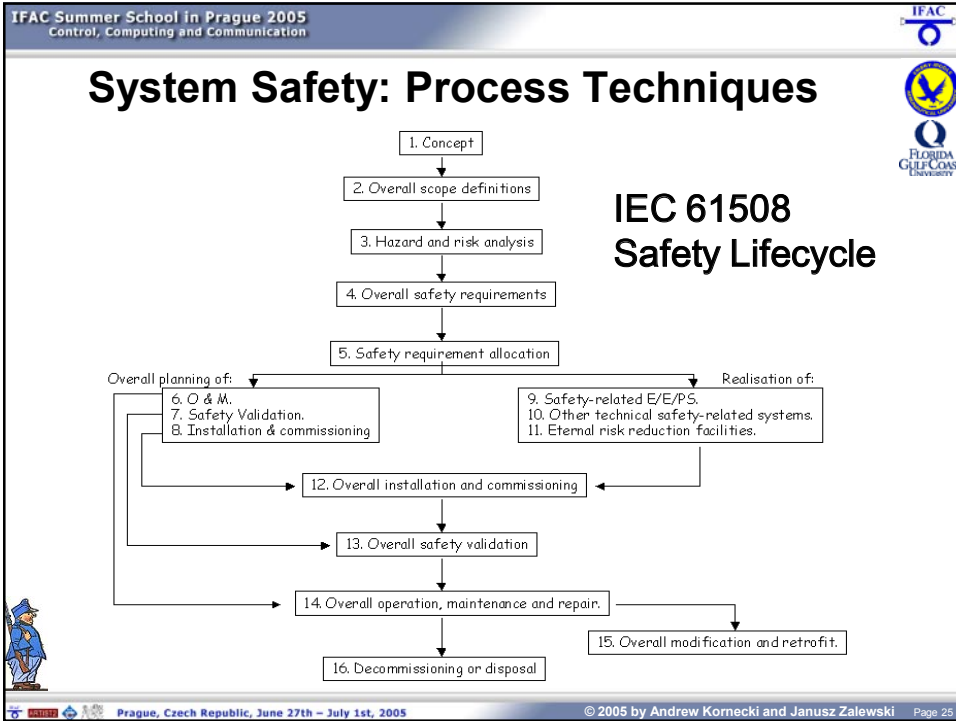 IFAC Summer School in Prague 2005
Control, Computing and Communication
IFAC
System Safety: Process Techniques
FLORIDA
GULF COAST
UNIVERSITY
IEC 61508
Safety Lifecycle
1. Concept
2. Overall scope definitions
3. Hazard and risk analysis
4. Overall safety requirements
5. Safety requirement allocation
Overall planning of:
6. O & M.
7. Safety Validation.
8. Installation & commissioning
Realisation of:
9. Safety-related E/E/PS.
10. Other technical safety-related systems.
11. Eternal risk reduction facilities.
12. Overall installation and commissioning
13. Overall safety validation
14. Overall operation, maintenance and repair.
15. Overall modification and retrofit.
16. Decommissioning or disposal
Prague, Czech Republic, June 27th – July 1st, 2005
© 2005 by Andrew Kornecki and Janusz Zalewski Page 25